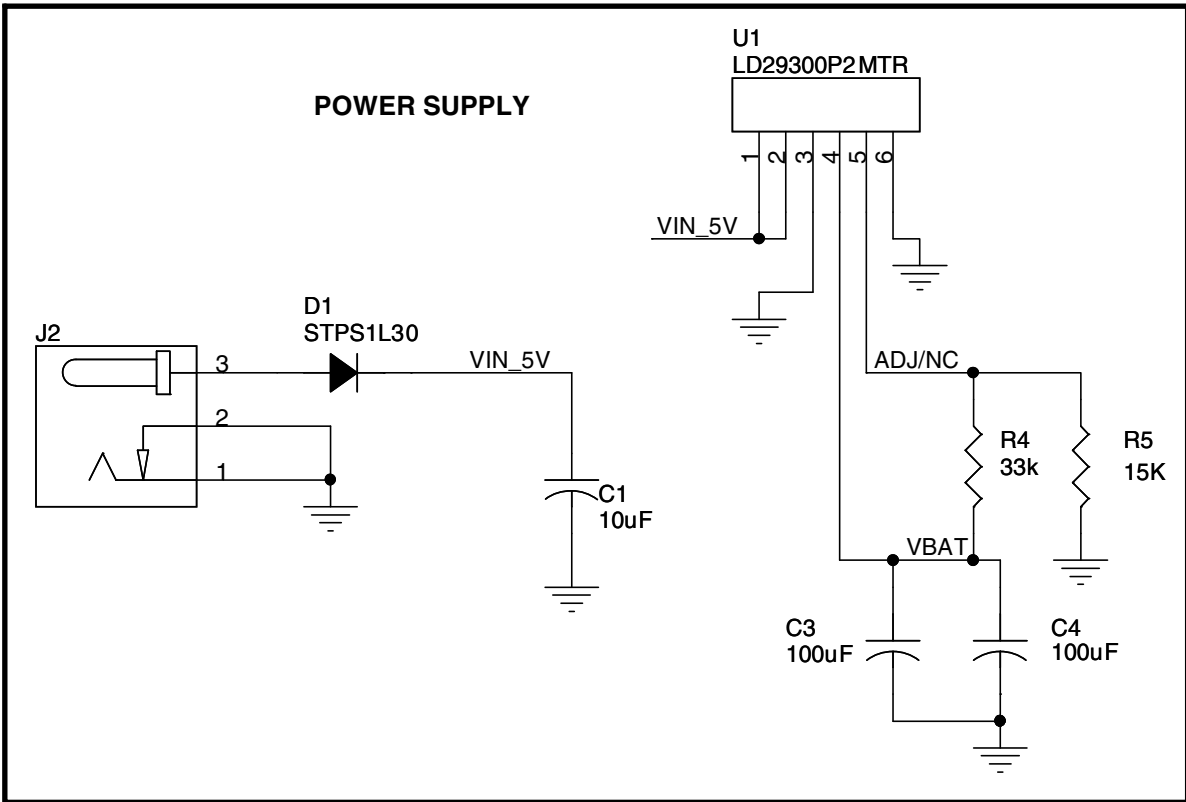 U1
LD29300P2MTR
POWER SUPPLY
1 2 3 4 5 6
VIN_5V
D1
STPS1L30
J2
3
VIN_5V
ADJ/NC
2
1
R4
33k
R5
15K
C1
10uF
VBAT
C3
100uF
C4
100uF